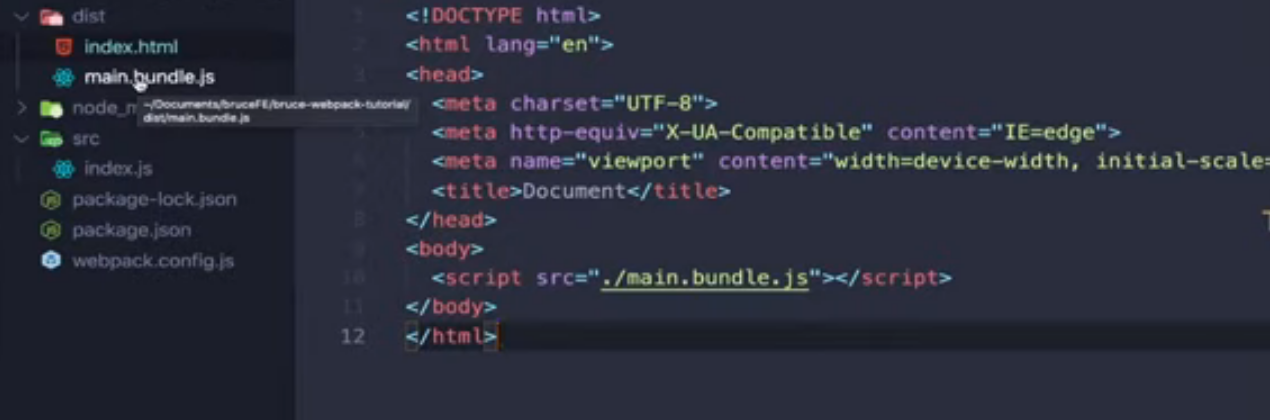 dist
index.html
main.bundle.js
node_m
~/Documents/bruceFE/bruce-webpack-tutorial/
dist/main.bundle.js
src
index.js
package-lock.json
package.json
webpack.config.js
<!DOCTYPE html>
<html lang="en">
<head>
<meta charset="UTF-8">
<meta http-equiv="X-UA-Compatible" content="IE=edge">
<meta name="viewport" content="width=device-width, initial-scale=
<title>Document</title>
</head>
<body>
10 <script src="./main.bundle.js"></script>
11 </body>
12 </html>